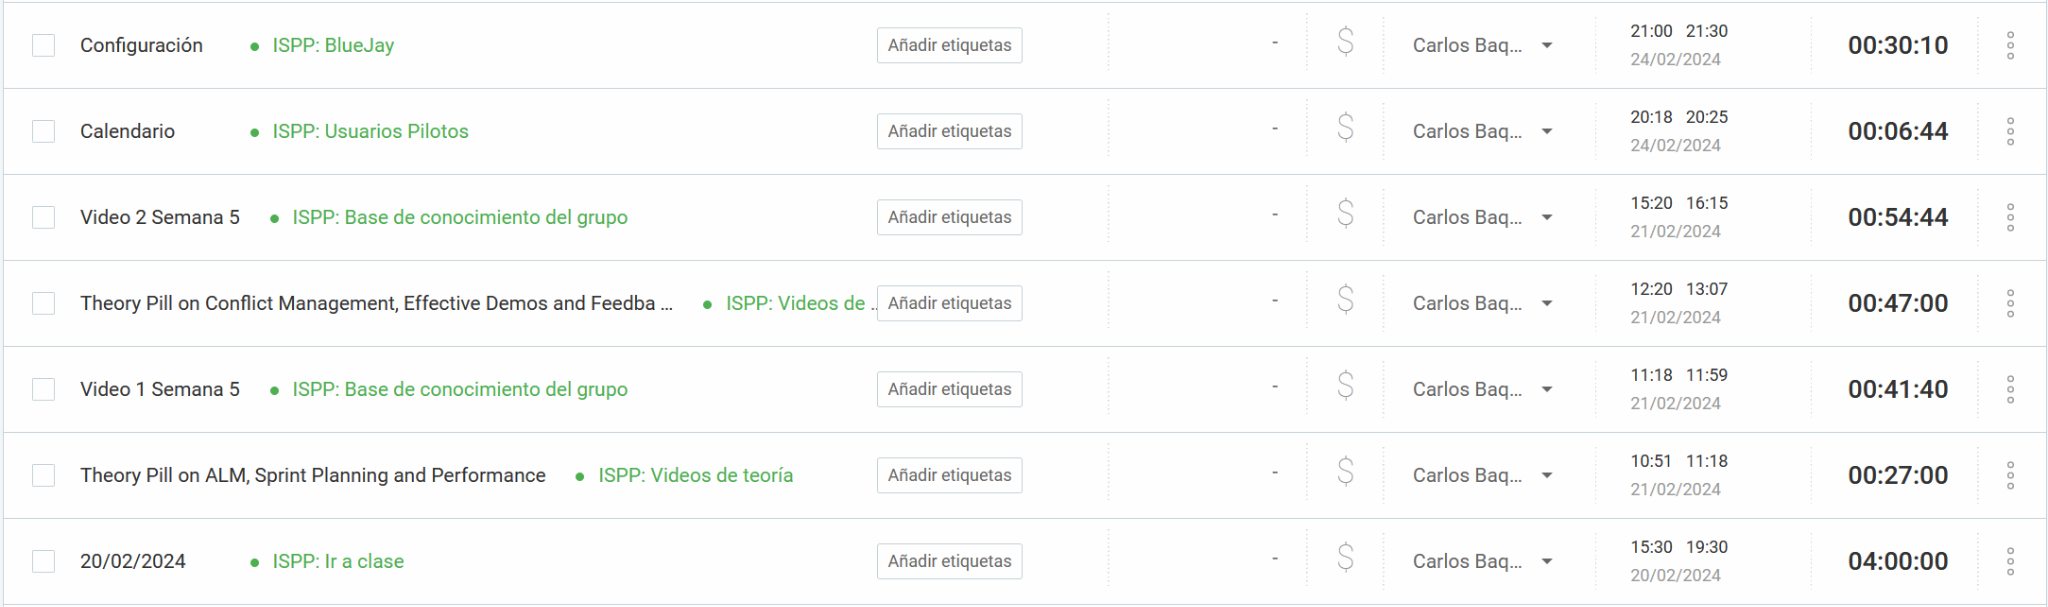 Configuración ● ISPP: BlueJay Añadir etiquetas - $ Carlos Baq... 21:00 21:30 00:30:10
24/02/2024
Calendario ● ISPP: Usuarios Pilotos Añadir etiquetas - $ Carlos Baq... 20:18 20:25 00:06:44
24/02/2024
Video 2 Semana 5 ● ISPP: Base de conocimiento del grupo Añadir etiquetas - $ Carlos Baq... 15:20 16:15 00:54:44
21/02/2024
Theory Pill on Conflict Management, Effective Demos and Feedba ... ● ISPP: Videos de .. Añadir etiquetas - $ Carlos Baq... 12:20 13:07 00:47:00
21/02/2024
Video 1 Semana 5 ● ISPP: Base de conocimiento del grupo Añadir etiquetas - $ Carlos Baq... 11:18 11:59 00:41:40
21/02/2024
Theory Pill on ALM, Sprint Planning and Performance ● ISPP: Videos de teoría Añadir etiquetas - $ Carlos Baq... 10:51 11:18 00:27:00
21/02/2024
20/02/2024 ● ISPP: Ir a clase Añadir etiquetas - $ Carlos Baq... 15:30 19:30 04:00:00
20/02/2024